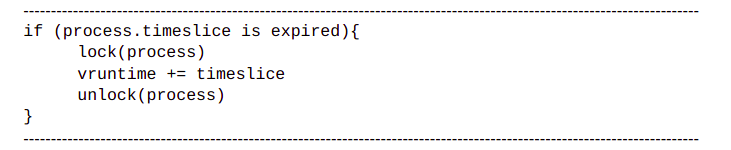 if (process.timeslice is expired){
lock(process)
vruntime += timeslice
unlock(process)
}